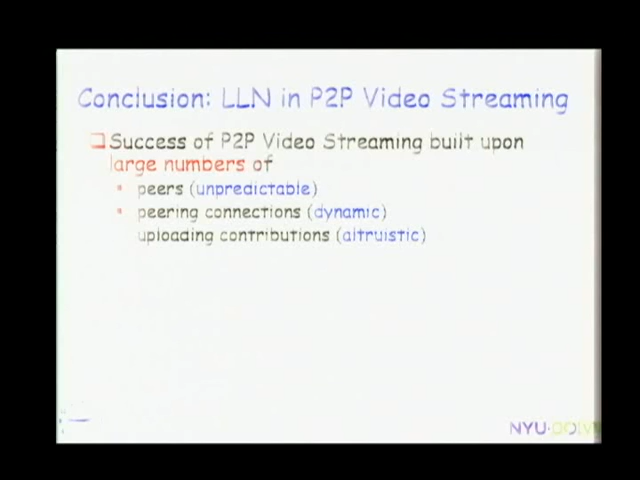 Conclusion: LLN in P2P Video Streaming
Success of P2P Video Streaming built upon
large numbers of
peers (unpredictable)
peering connections (dynamic)
uploading contributions (altruistic)
NYU·POLY